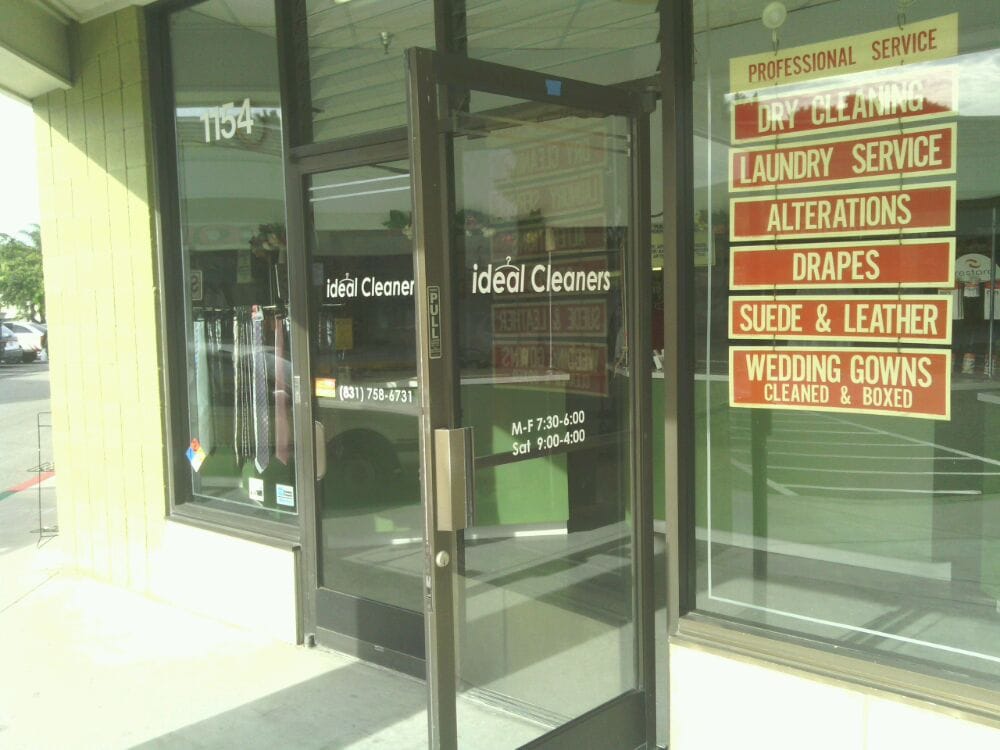 1154
ideal Cleaner
(831) 758-6731
PULL
ideal Cleaners
M-F 7:30-6:00
Sat 9:00-4:00
PROFESSIONAL SERVICE
DRY CLEANING
LAUNDRY SERVICE
ALTERATIONS
DRAPES
SUEDE & LEATHER
WEDDING GOWNS
CLEANED & BOXED